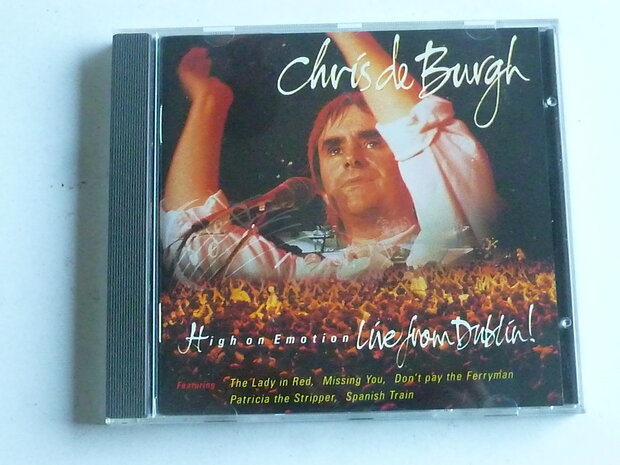 Chris de Burgh
High on Emotion Live from Dublin!
Featuring The Lady in Red, Missing You, Don't pay the Ferryman
Patricia the Stripper, Spanish Train